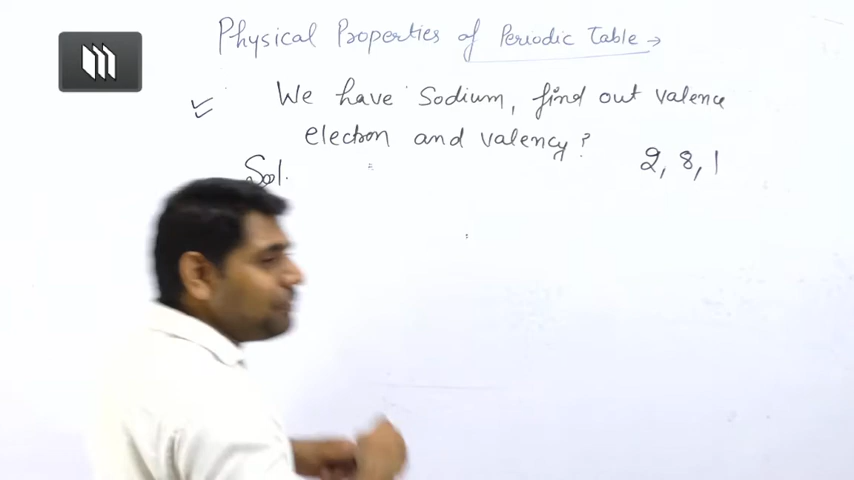 Physical Properties of Periodic Table →
We have Sodium, find out valence
electron and valency?
2, 8, 1
Sol.